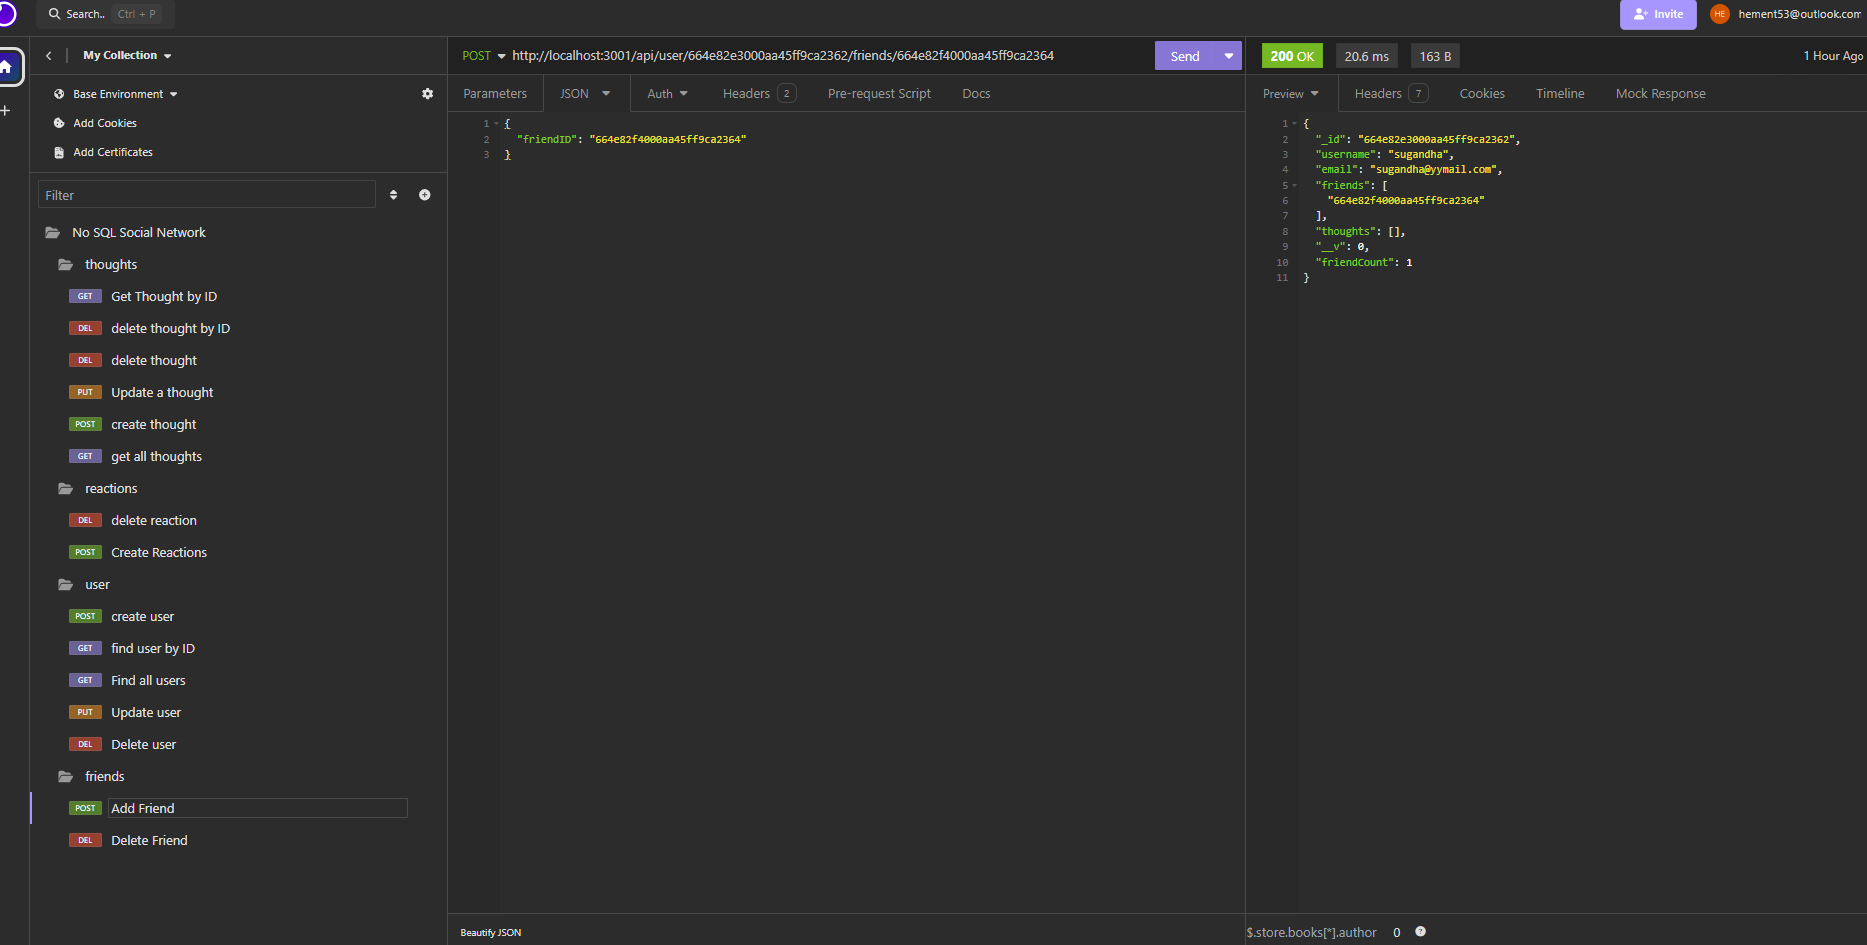 Search.. Ctrl + P
Invite HE hement53@outlook.com
My Collection
Base Environment
Add Cookies
Add Certificates
Filter
No SQL Social Network
thoughts
GET Get Thought by ID
DEL delete thought by ID
DEL delete thought
PUT Update a thought
POST create thought
GET get all thoughts
reactions
DEL delete reaction
POST Create Reactions
user
POST create user
GET find user by ID
GET Find all users
PUT Update user
DEL Delete user
friends
POST Add Friend
DEL Delete Friend
POST http://localhost:3001/api/user/664e82e3000aa45ff9ca2362/friends/664e82f4000aa45ff9ca2364 Send
Parameters JSON Auth Headers 2 Pre-request Script Docs
1 {
2 "friendID": "664e82f4000aa45ff9ca2364"
3 }
Beautify JSON
200 OK 20.6 ms 163 B 1 Hour Ago
Preview Headers 7 Cookies Timeline Mock Response
1 {
2 "_id": "664e82e3000aa45ff9ca2362",
3 "username": "sugandha",
4 "email": "sugandha@yymail.com",
5 "friends": [
6 "664e82f4000aa45ff9ca2364"
7 ],
8 "thoughts": [],
9 "__v": 0,
10 "friendCount": 1
11 }
$.store.books[*].author 0 ?